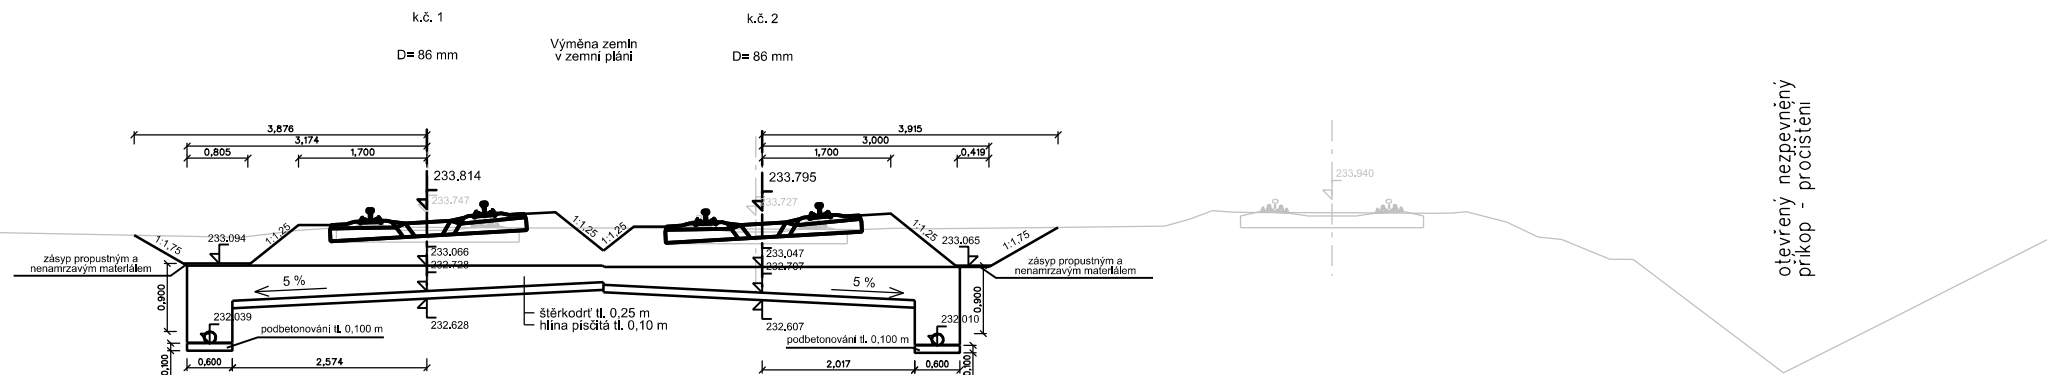 k.č. 1
k.č. 2
Výměna zemin
v zemní pláni
D= 86 mm
D= 86 mm
otevřený nezpevněný
příkop - pročištění
3,876
3,174
0,805
1,700
3,915
3,000
1,700
0,419
233.814
233.747
233.795
233.727
233.940
1:1,75
233.094
1:1,25
1:1,25
1:1,25
1:1,25
233.065
1:1,75
233.066
232.728
233.047
232.707
zásyp propustným a
nenamrzavým materiálem
zásyp propustným a
nenamrzavým materiálem
5 %
5 %
0,900
0,900
232.039
232.628
štěrkodrť tl. 0,25 m
hlína písčitá tl. 0,10 m
232.607
232.010
podbetonování tl. 0,100 m
podbetonování tl. 0,100 m
0,100
0,600
2,574
2,017
0,600
0,100